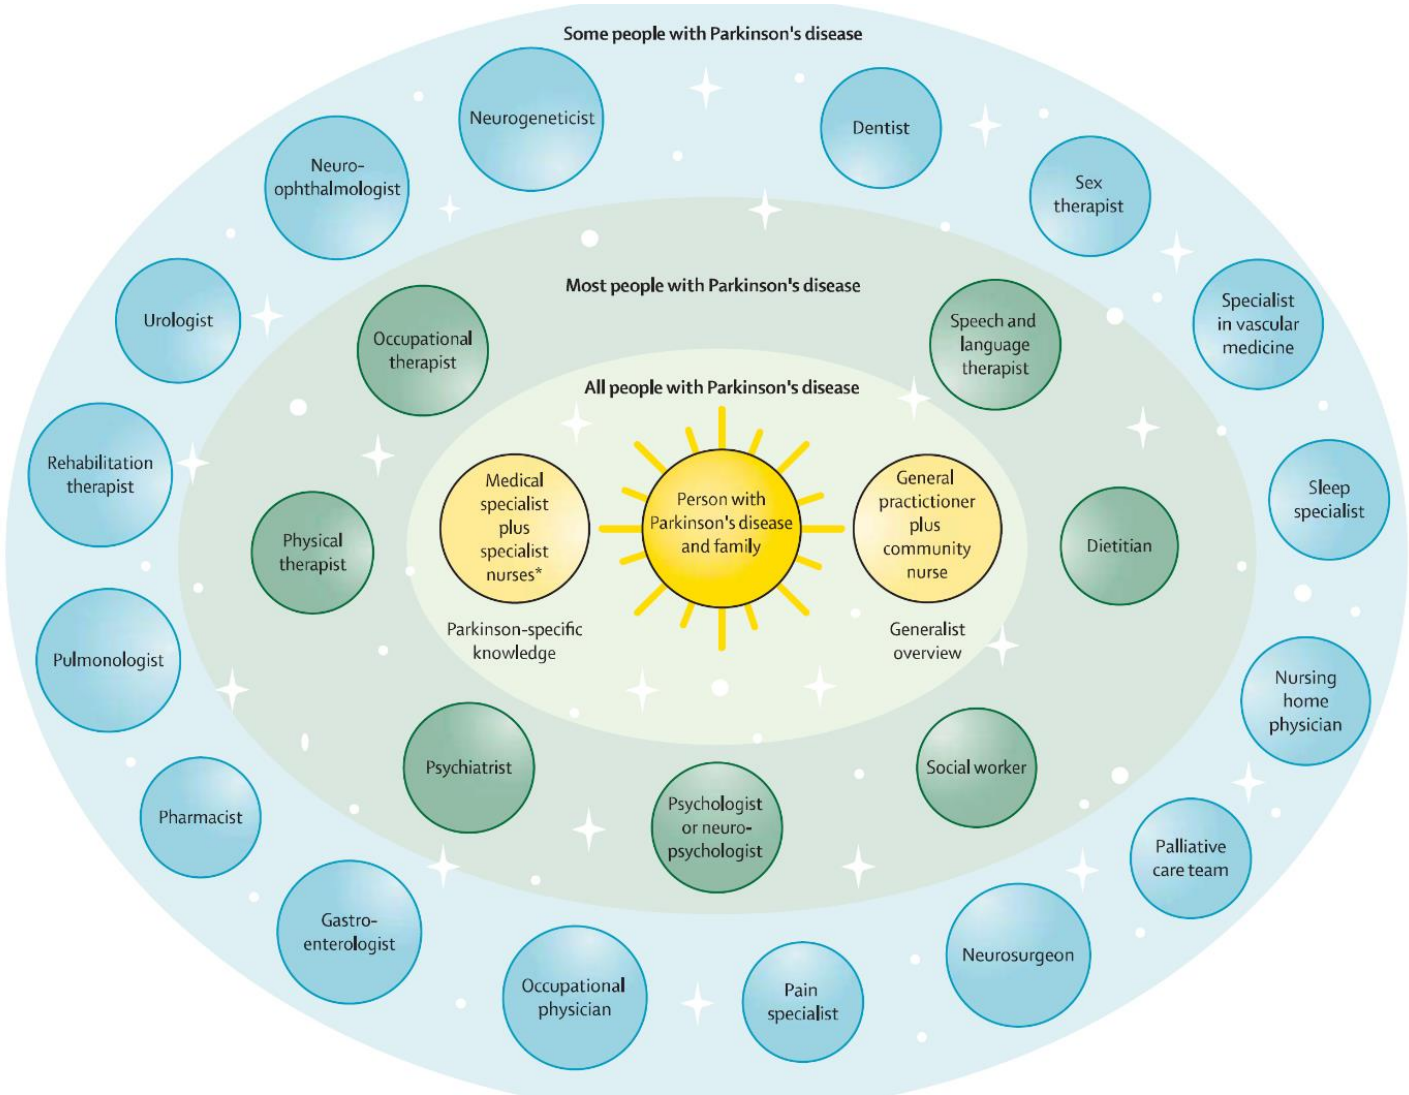 Some people with Parkinson's disease
Neurogeneticist
Dentist
Neuro-
ophthalmologist
Sex
therapist
Urologist
Specialist
in vascular
medicine
Rehabilitation
therapist
Sleep
specialist
Pulmonologist
Nursing
home
physician
Pharmacist
Palliative
care team
Gastro-
enterologist
Neurosurgeon
Occupational
physician
Pain
specialist
Most people with Parkinson's disease
Occupational
therapist
Speech and
language
therapist
Physical
therapist
Dietitian
Psychiatrist
Social worker
Psychologist
or neuro-
psychologist
All people with Parkinson's disease
Medical
specialist
plus
specialist
nurses*
Parkinson-specific
knowledge
Person with
Parkinson's disease
and family
General
practictioner
plus
community
nurse
Generalist
overview